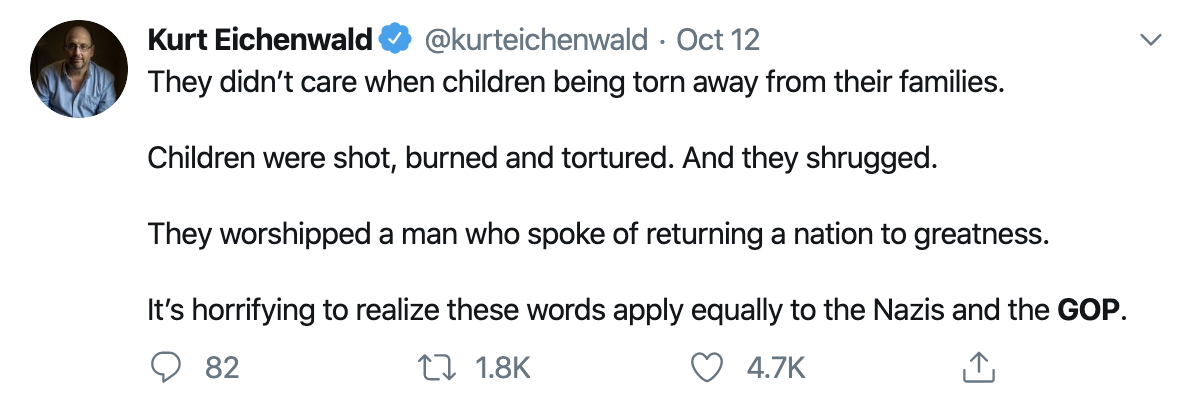 Kurt Eichenwald @kurteichenwald · Oct 12
They didn’t care when children being torn away from their families.
Children were shot, burned and tortured. And they shrugged.
They worshipped a man who spoke of returning a nation to greatness.
It’s horrifying to realize these words apply equally to the Nazis and the GOP.
82 1.8K 4.7K